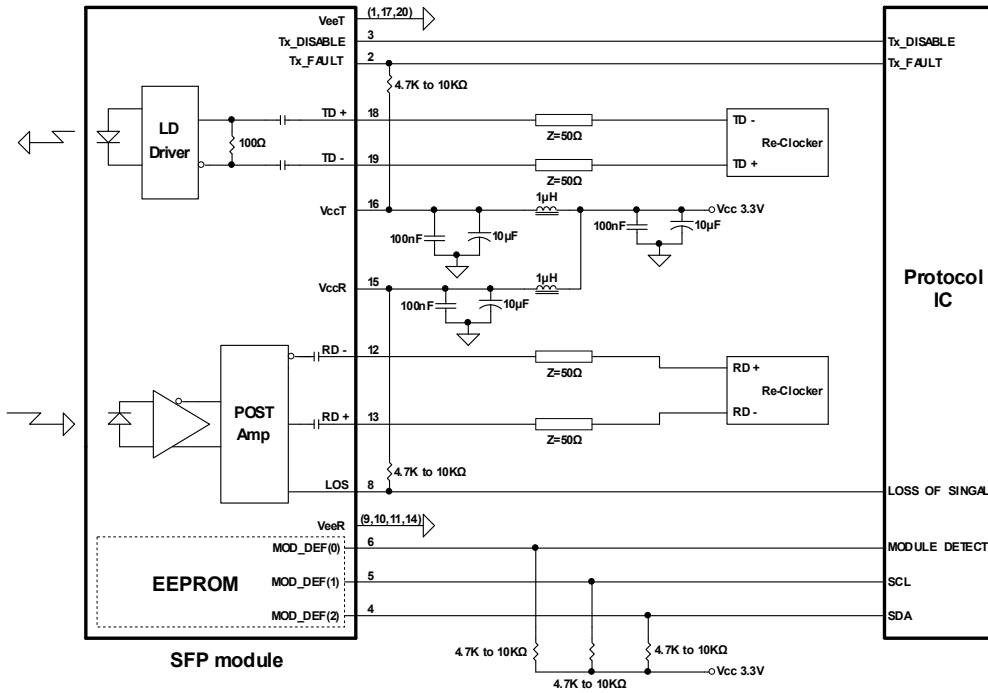 VeeT (1,17,20)
Tx_DISABLE 3 Tx_DISABLE
Tx_FAULT 2 Tx_FAULT
4.7K to 10KΩ
LD
Driver
100Ω
TD + 18 Z=50Ω TD -
Re-Clocker
TD - 19 Z=50Ω TD +
VccT 16 1µH Vcc 3.3V
100nF 10µF 100nF 10µF
VccR 15 1µH
100nF 10µF
Protocol
IC
RD - 12 Z=50Ω RD +
Re-Clocker
POST
Amp
RD + 13 Z=50Ω RD -
4.7K to 10KΩ
LOS 8 LOSS OF SINGAL
VeeR (9,10,11,14)
MOD_DEF(0) 6 MODULE DETECT
EEPROM
MOD_DEF(1) 5 SCL
MOD_DEF(2) 4 SDA
4.7K to 10KΩ 4.7K to 10KΩ
SFP module
Vcc 3.3V
4.7K to 10KΩ